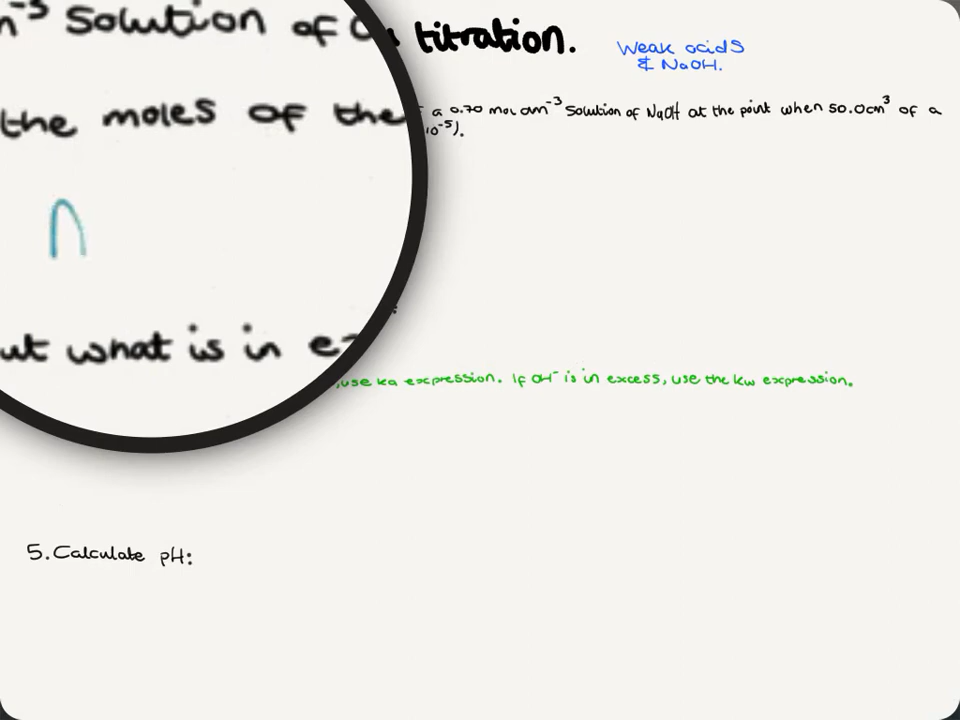 Solution of
titration.
Weak acids
& NaOH.
the moles of the
a 0.70 mol dm⁻³ Solution of NaOH at the point when 50.0cm³ of a
10⁻⁵).
n
what is in
,use ka expression. If OH⁻ is in excess, use the kw expression.
5. Calculate pH: